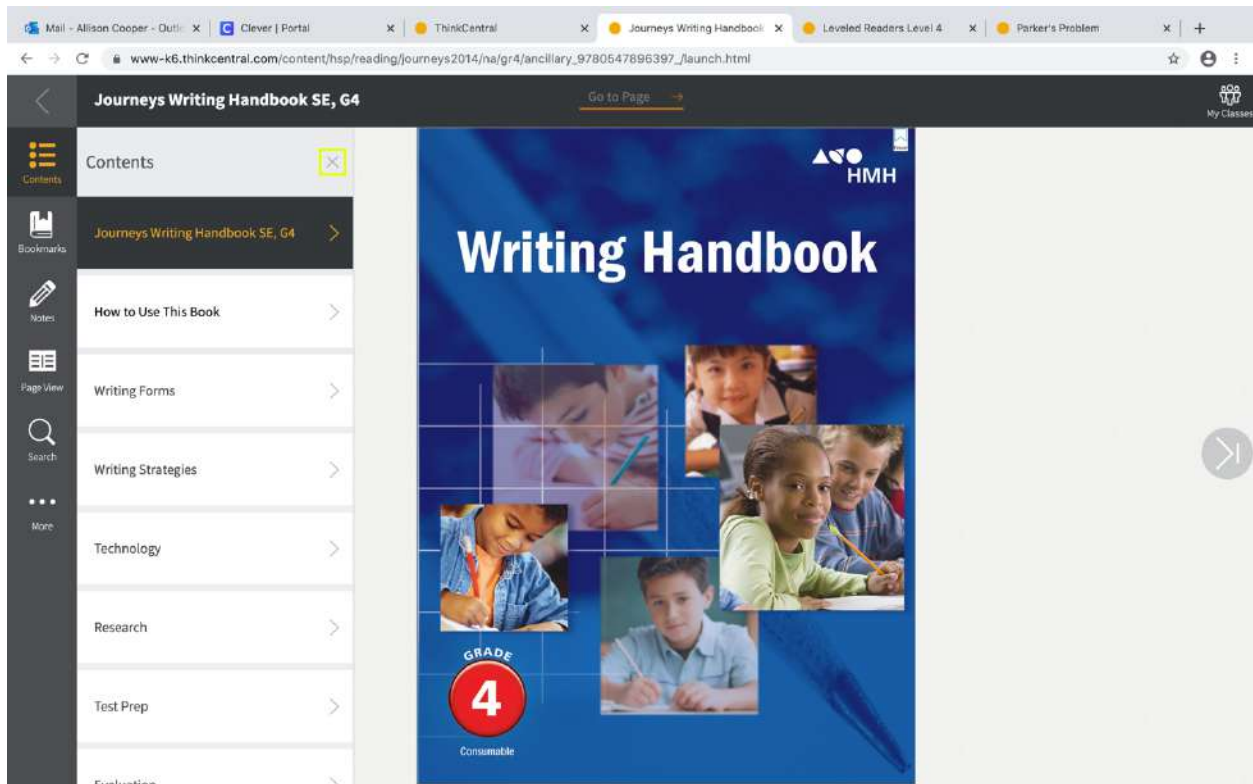 Mail - Allison Cooper - Outl
Clever | Portal
ThinkCentral
Journeys Writing Handbook
Leveled Readers Level 4
Parker's Problem
www-k6.thinkcentral.com/content/hsp/reading/journeys2014/na/gr4/ancillary_9780547896397_/launch.html
Journeys Writing Handbook SE, G4
Go to Page
My Classes
Contents
Bookmarks
Notes
Page View
Search
More
Contents
Journeys Writing Handbook SE, G4
How to Use This Book
Writing Forms
Writing Strategies
Technology
Research
Test Prep
Evaluation
HMH
Writing Handbook
GRADE
4
Consumable